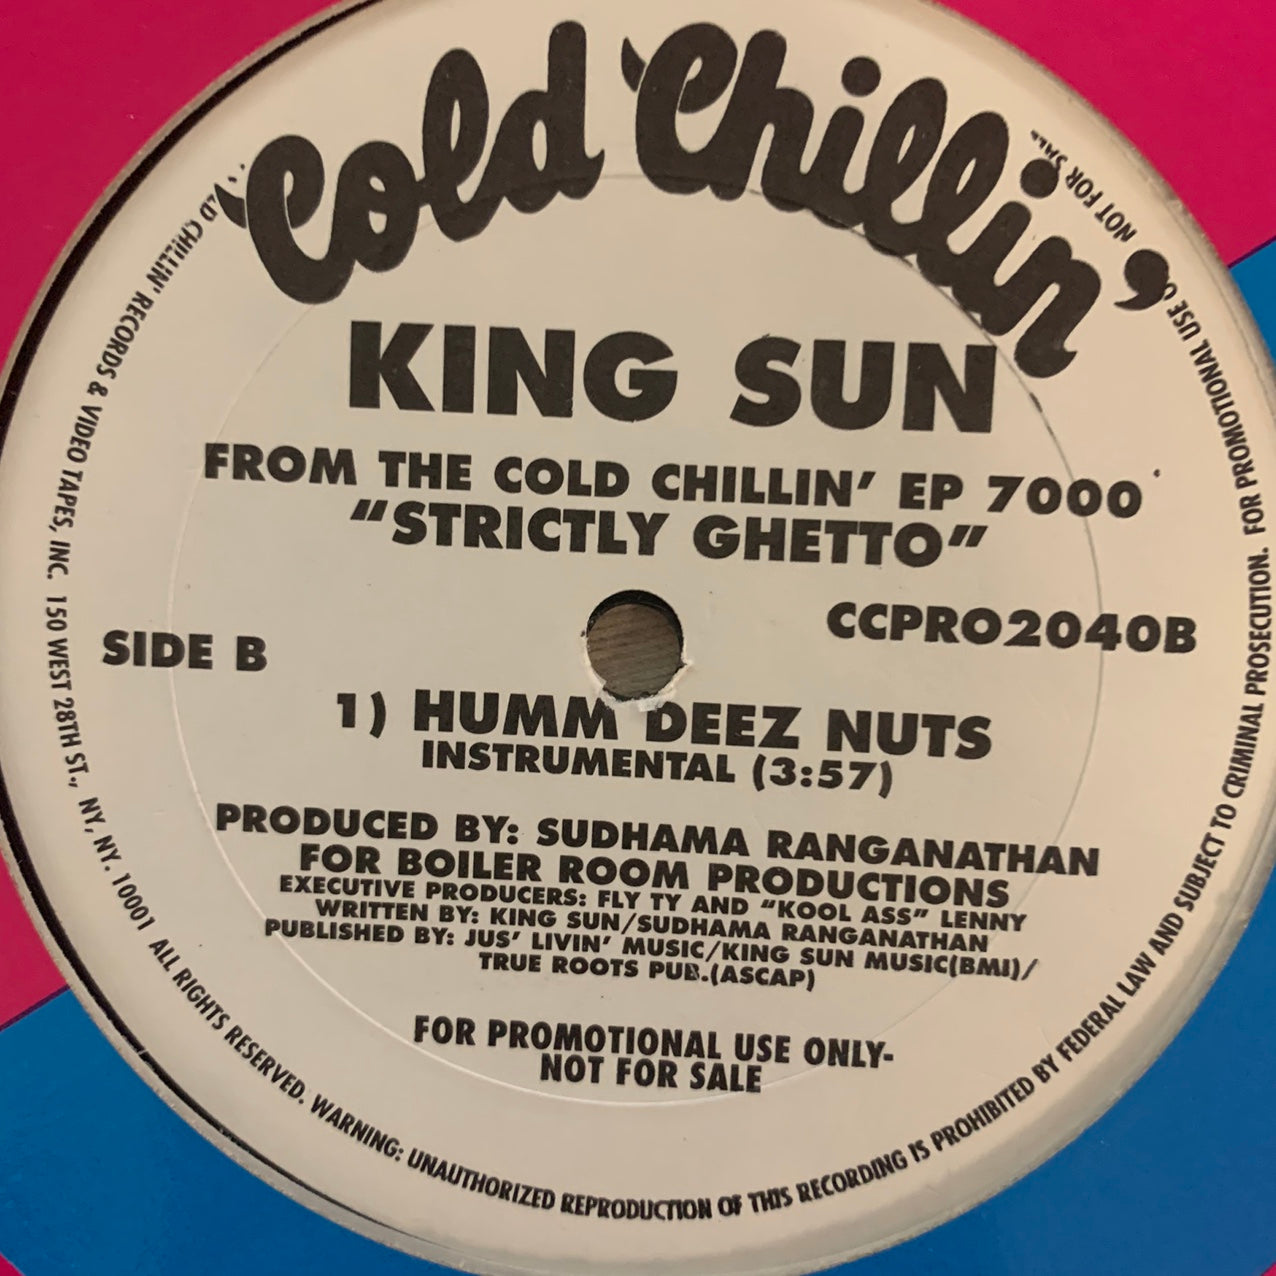 'Cold 'Chillin'
KING SUN
FROM THE COLD CHILLIN' EP 7000
"STRICTLY GHETTO"
CCPRO2040B
SIDE B
1) HUMM DEEZ NUTS
INSTRUMENTAL (3:57)
PRODUCED BY: SUDHAMA RANGANATHAN
FOR BOILER ROOM PRODUCTIONS
EXECUTIVE PRODUCERS: FLY TY AND "KOOL ASS" LENNY
WRITTEN BY: KING SUN/SUDHAMA RANGANATHAN
PUBLISHED BY: JUS' LIVIN' MUSIC/KING SUN MUSIC(BMI)/
TRUE ROOTS PUB.(ASCAP)
FOR PROMOTIONAL USE ONLY-
NOT FOR SALE
CHILLIN' RECORDS & VIDEO TAPES, INC. 150 WEST 28TH ST., NY, NY. 10001 ALL RIGHTS RESERVED. WARNING: UNAUTHORIZED REPRODUCTION OF THIS RECORDING IS PROHIBITED BY FEDERAL LAW AND SUBJECT TO CRIMINAL PROSECUTION. FOR PROMOTIONAL USE NOT FOR SALE